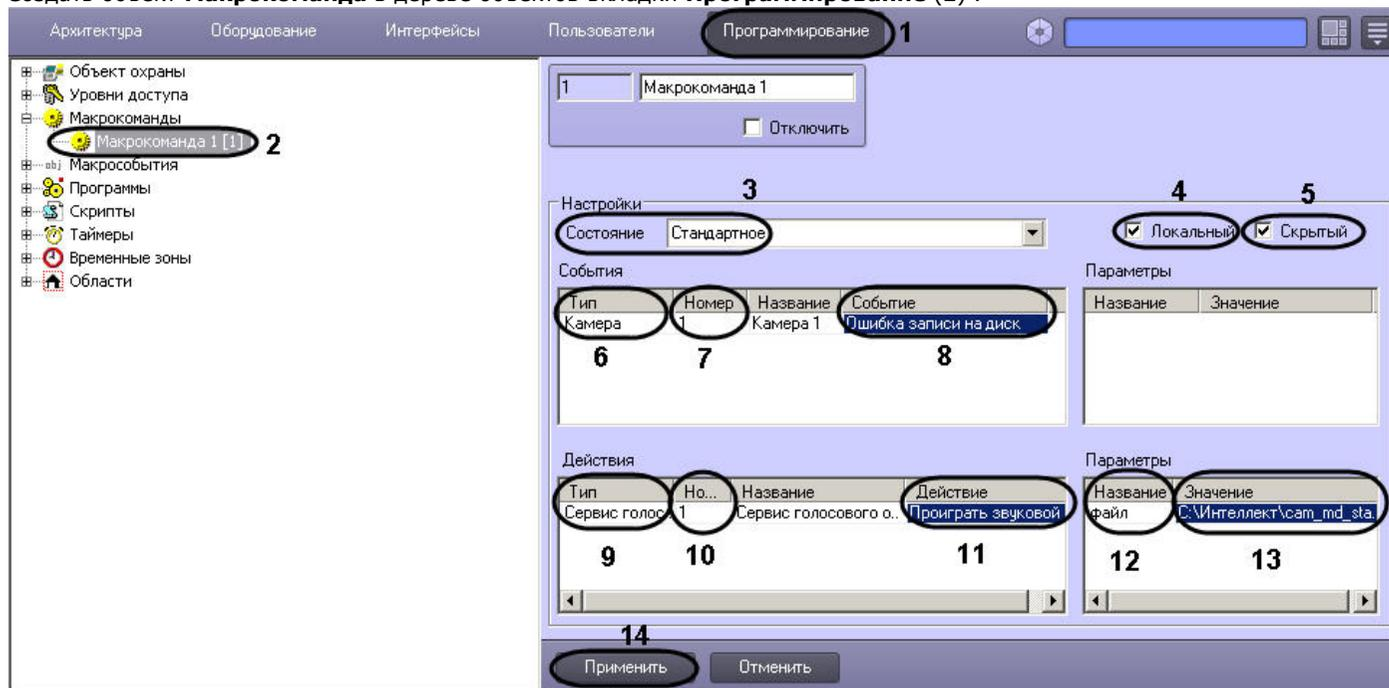 Создать объект Макрокоманда в дереве объектов вкладки Программирование (2) .
Архитектура Оборудование Интерфейсы Пользователи Программирование 1
Объект охраны
Уровни доступа
Макрокоманды
Макрокоманда 1 [1] 2
obj Макрособытия
Программы
Скрипты
Таймеры
Временные зоны
Области
1 Макрокоманда 1
Отключить
3 4 5
Настройки
Состояние Стандартное Локальный Скрытый
События Параметры
Тип Номер Название Событие Название Значение
Камера 1 Камера 1 Ошибка записи на диск
6 7 8
Действия Параметры
Тип Но... Название Действие Название Значение
Сервис голос 1 Сервис голосового о.. Проиграть звуковой файл C:\Интеллект\cam_md_sta.
9 10 11 12 13
14
Применить Отменить